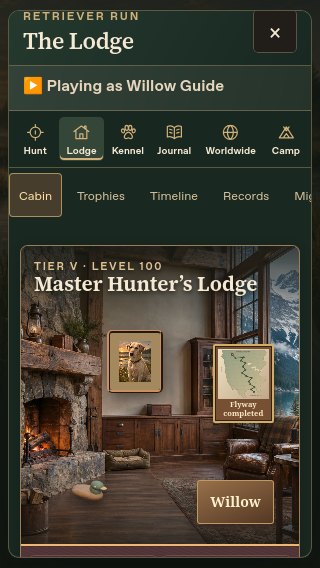 RETRIEVER RUN
The Lodge
×
Playing as Willow Guide
Hunt
Lodge
Kennel
Journal
Worldwide
Camp
Cabin
Trophies
Timeline
Records
Mig
TIER V · LEVEL 100
Master Hunter’s Lodge
Flyway
completed
Willow